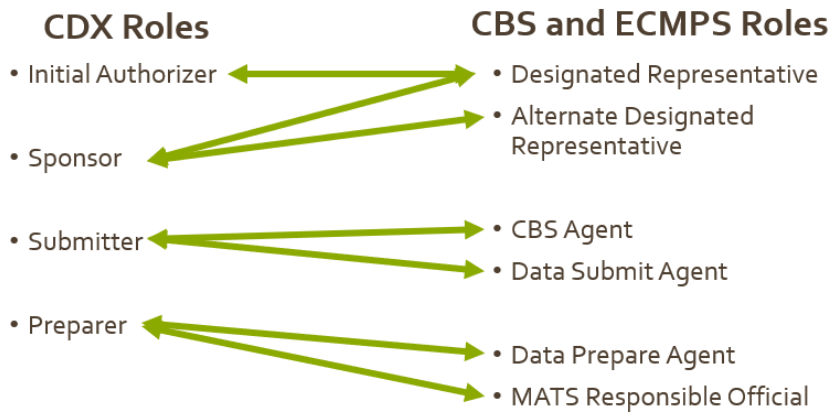 CDX Roles
• Initial Authorizer
• Sponsor
• Submitter
• Preparer
CBS and ECMPS Roles
• Designated Representative
• Alternate Designated
Representative
• CBS Agent
• Data Submit Agent
• Data Prepare Agent
• MATS Responsible Official